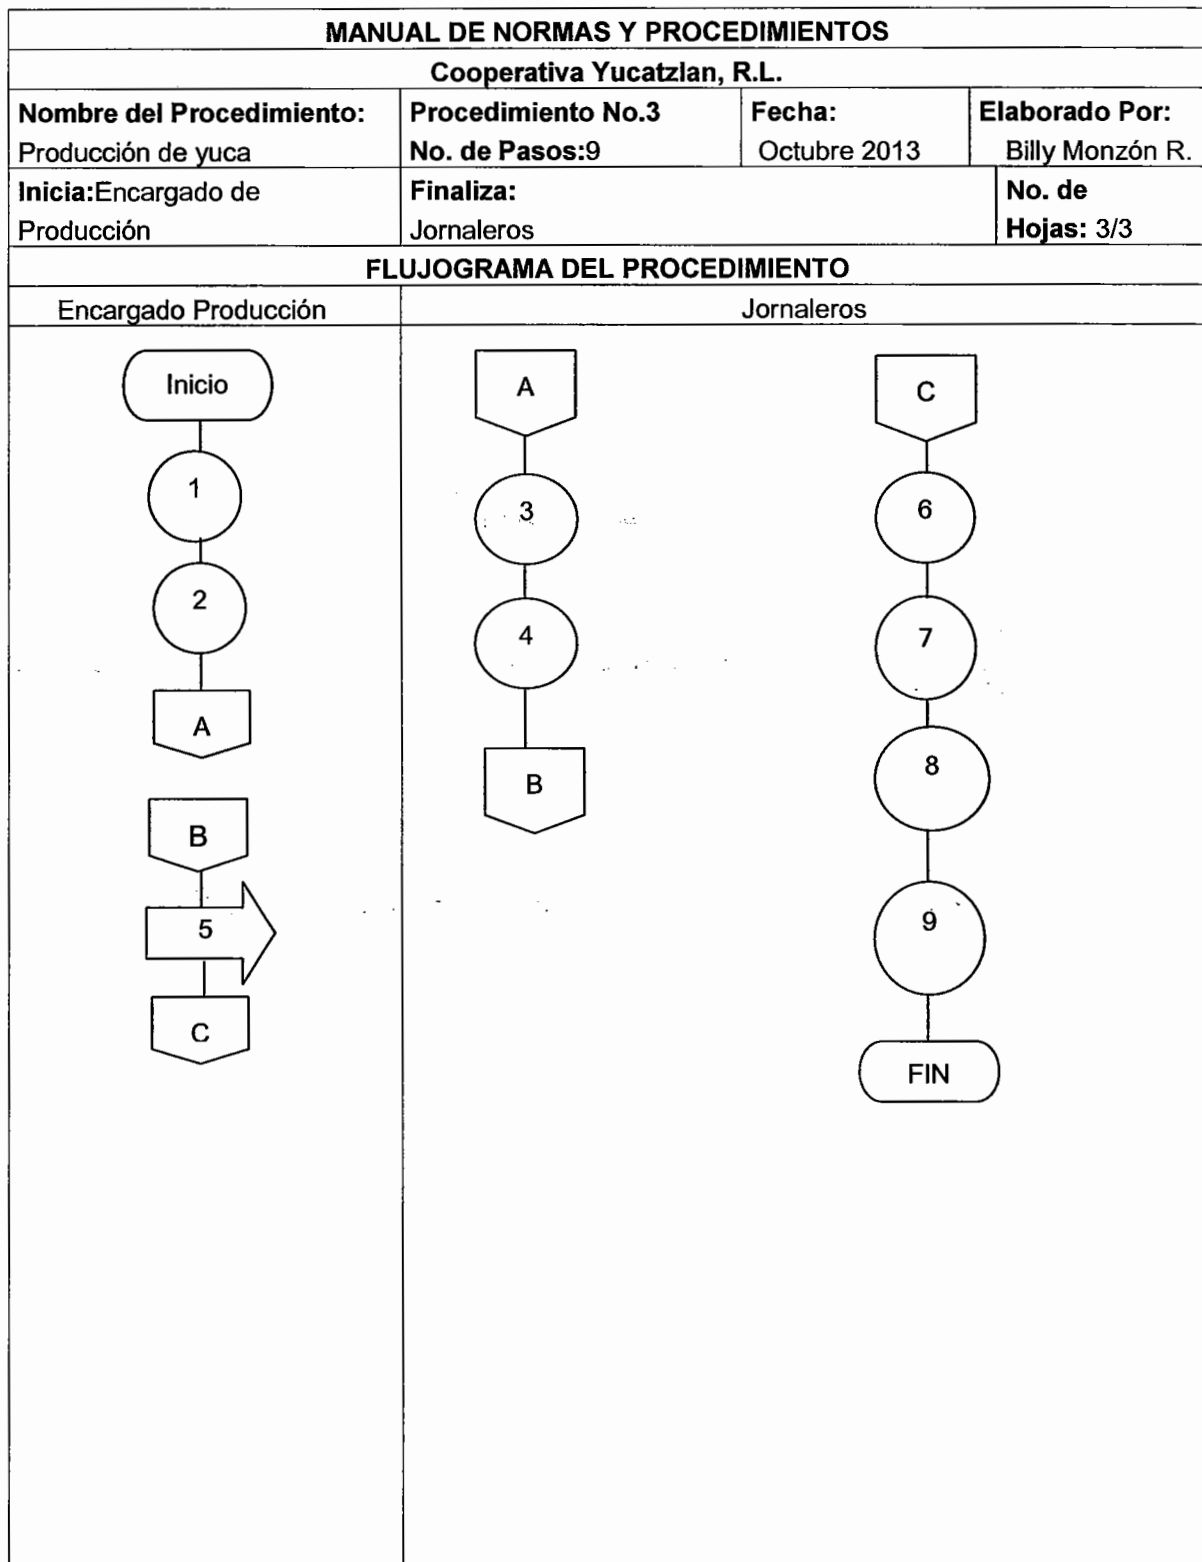 MANUAL DE NORMAS Y PROCEDIMIENTOS
Cooperativa Yucatzlan, R.L.
Nombre del Procedimiento:
Producción de yuca
Procedimiento No.3
No. de Pasos:9
Fecha:
Octubre 2013
Elaborado Por:
Billy Monzón R.
Inicia:Encargado de
Producción
Finaliza:
Jornaleros
No. de
Hojas: 3/3
FLUJOGRAMA DEL PROCEDIMIENTO
Encargado Producción
Jornaleros
Inicio
1
2
A
B
5
C
A
3
4
B
C
6
7
8
9
FIN